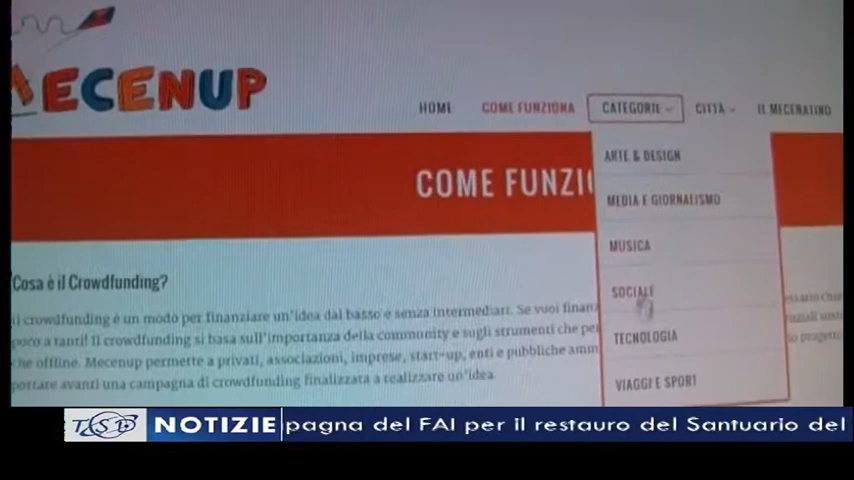 MECENUP
HOME COME FUNZIONA CATEGORIE CITTÀ IL MECENATINO
COME FUNZI
ARTE & DESIGN
MEDIA E GIORNALISMO
MUSICA
SOCIALE
TECNOLOGIA
VIAGGI E SPORT
Cosa è il Crowdfunding?
Il crowdfunding è un modo per finanziare un'idea dal basso e senza intermediari. Se vuoi finan
poco a tanti! Il crowdfunding si basa sull'importanza della community e sugli strumenti che
che offline. Mecenup permette a privati, associazioni, imprese, start-up, enti e pubbliche amm
portare avanti una campagna di crowdfunding finalizzata a realizzare un'idea.
NOTIZIE pagna del FAI per il restauro del Santuario del